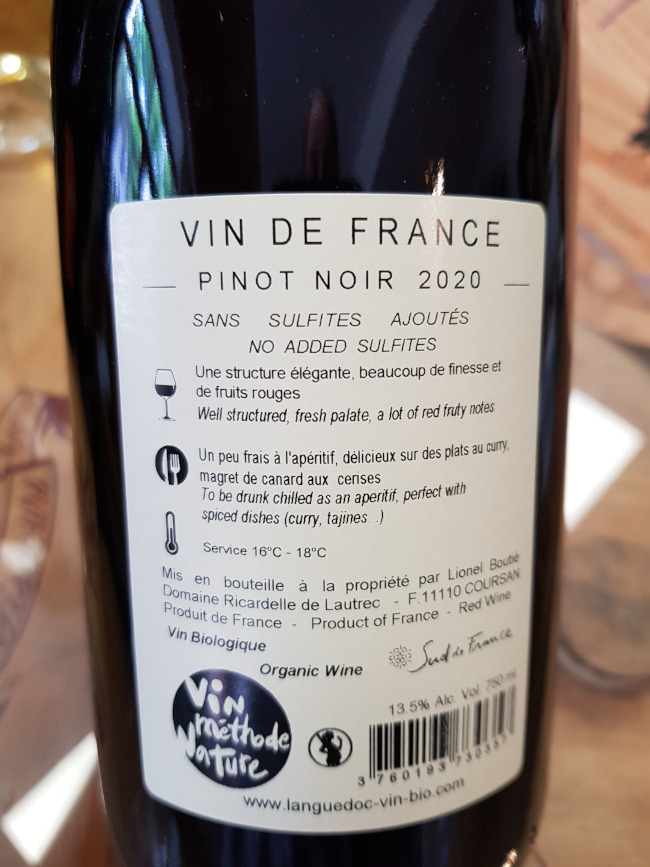 VIN DE FRANCE
PINOT NOIR 2020
SANS SULFITES AJOUTÉS
NO ADDED SULFITES
Une structure élégante, beaucoup de finesse et
de fruits rouges
Well structured, fresh palate, a lot of red fruty notes
Un peu frais à l'apéritif, délicieux sur des plats au curry,
magret de canard aux cerises
To be drunk chilled as an aperitif, perfect with
spiced dishes (curry, tajines...)
Service 16°C - 18°C
Mis en bouteille à la propriété par Lionel Boutié
Domaine Ricardelle de Lautrec - F.11110 COURSAN
Produit de France - Product of France - Red Wine
Vin Biologique
Organic Wine
Sud de France
13.5% Alc. Vol. 750 ml
Vin
méthode
Nature
3 760193 730357
www.languedoc-vin-bio.com